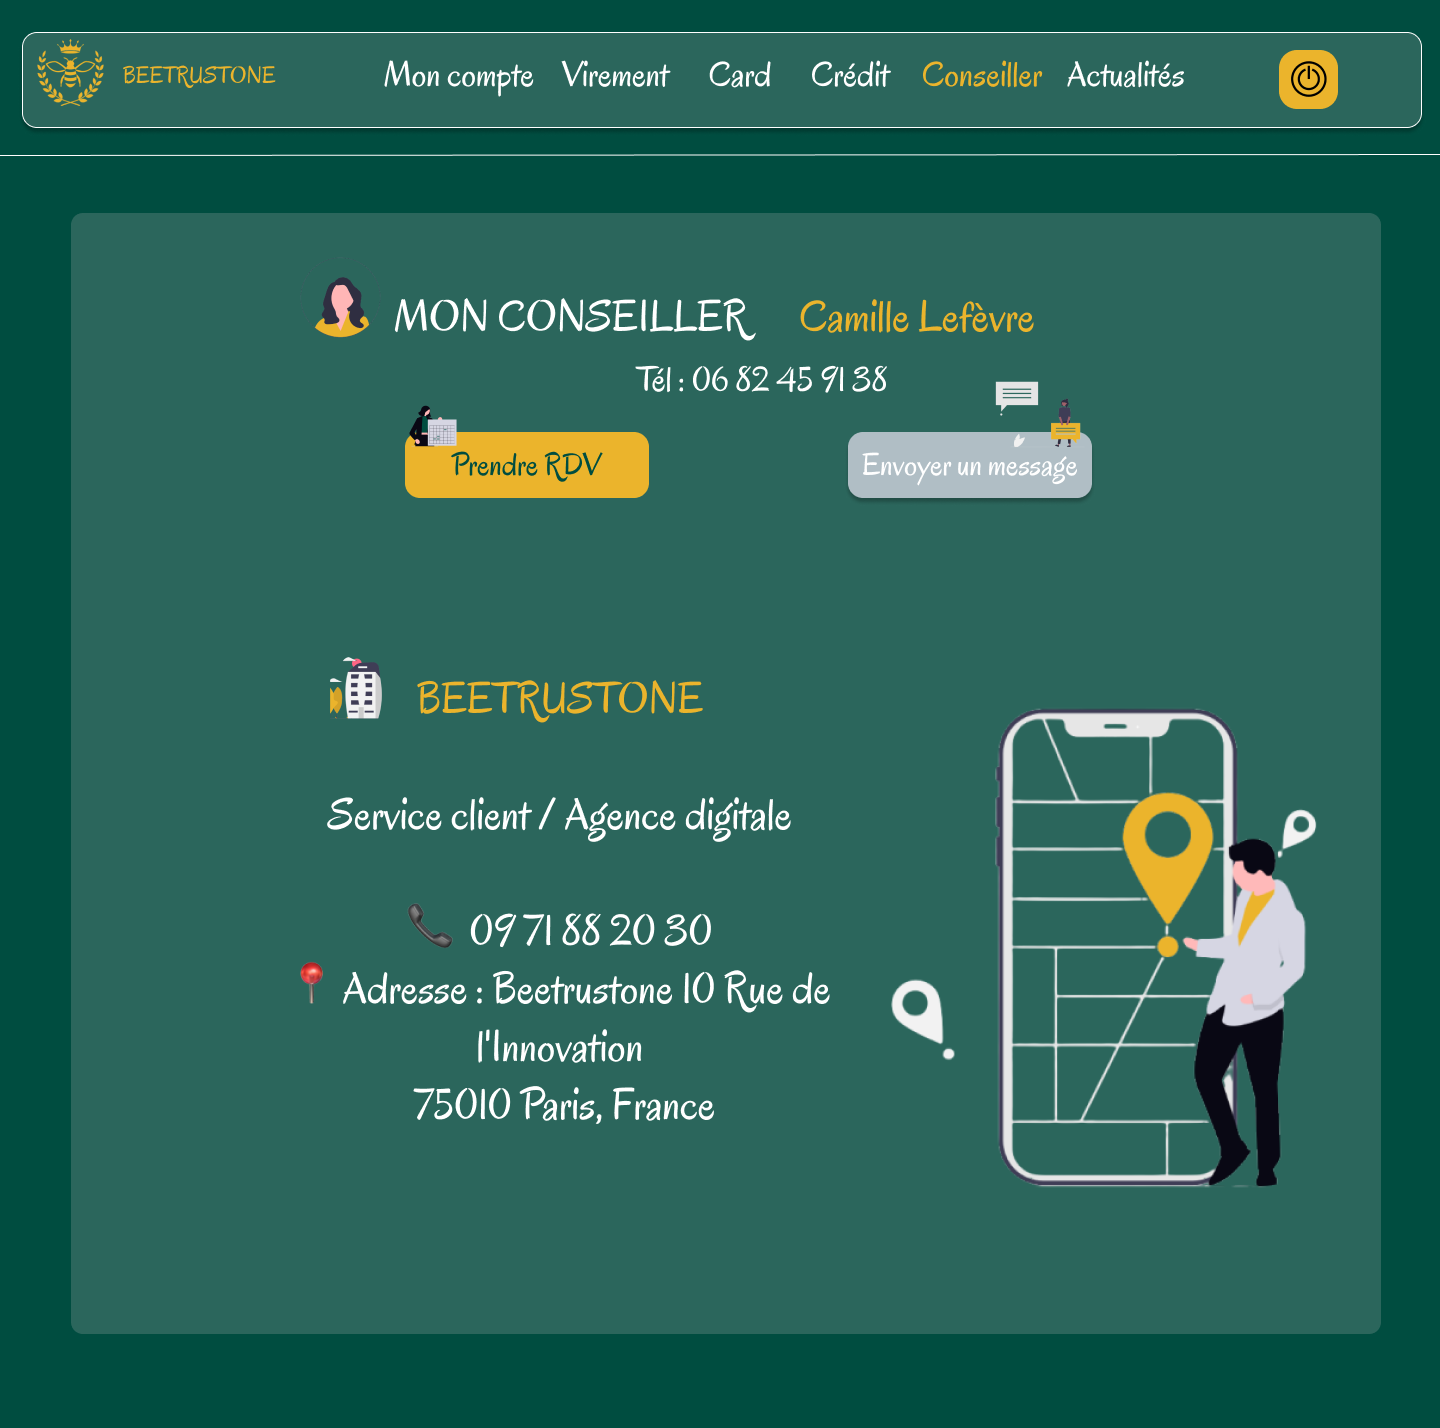 BEETRUSTONE
Mon compte
Virement
Card
Crédit
Conseiller
Actualités
MON CONSEILLER
Camille Lefèvre
Tél : 06 82 45 91 38
Prendre RDV
Envoyer un message
BEETRUSTONE
Service client / Agence digitale
09 71 88 20 30
Adresse : Beetrustone 10 Rue de
l'Innovation
75010 Paris, France